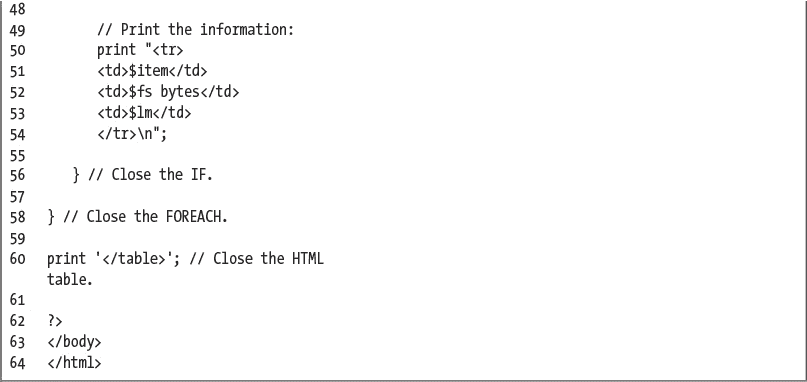 48
49 // Print the information:
50 print "<tr>
51 <td>$item</td>
52 <td>$fs bytes</td>
53 <td>$lm</td>
54 </tr>\n";
55
56 } // Close the IF.
57
58 } // Close the FOREACH.
59
60 print '</table>'; // Close the HTML
table.
61
62 ?>
63 </body>
64 </html>